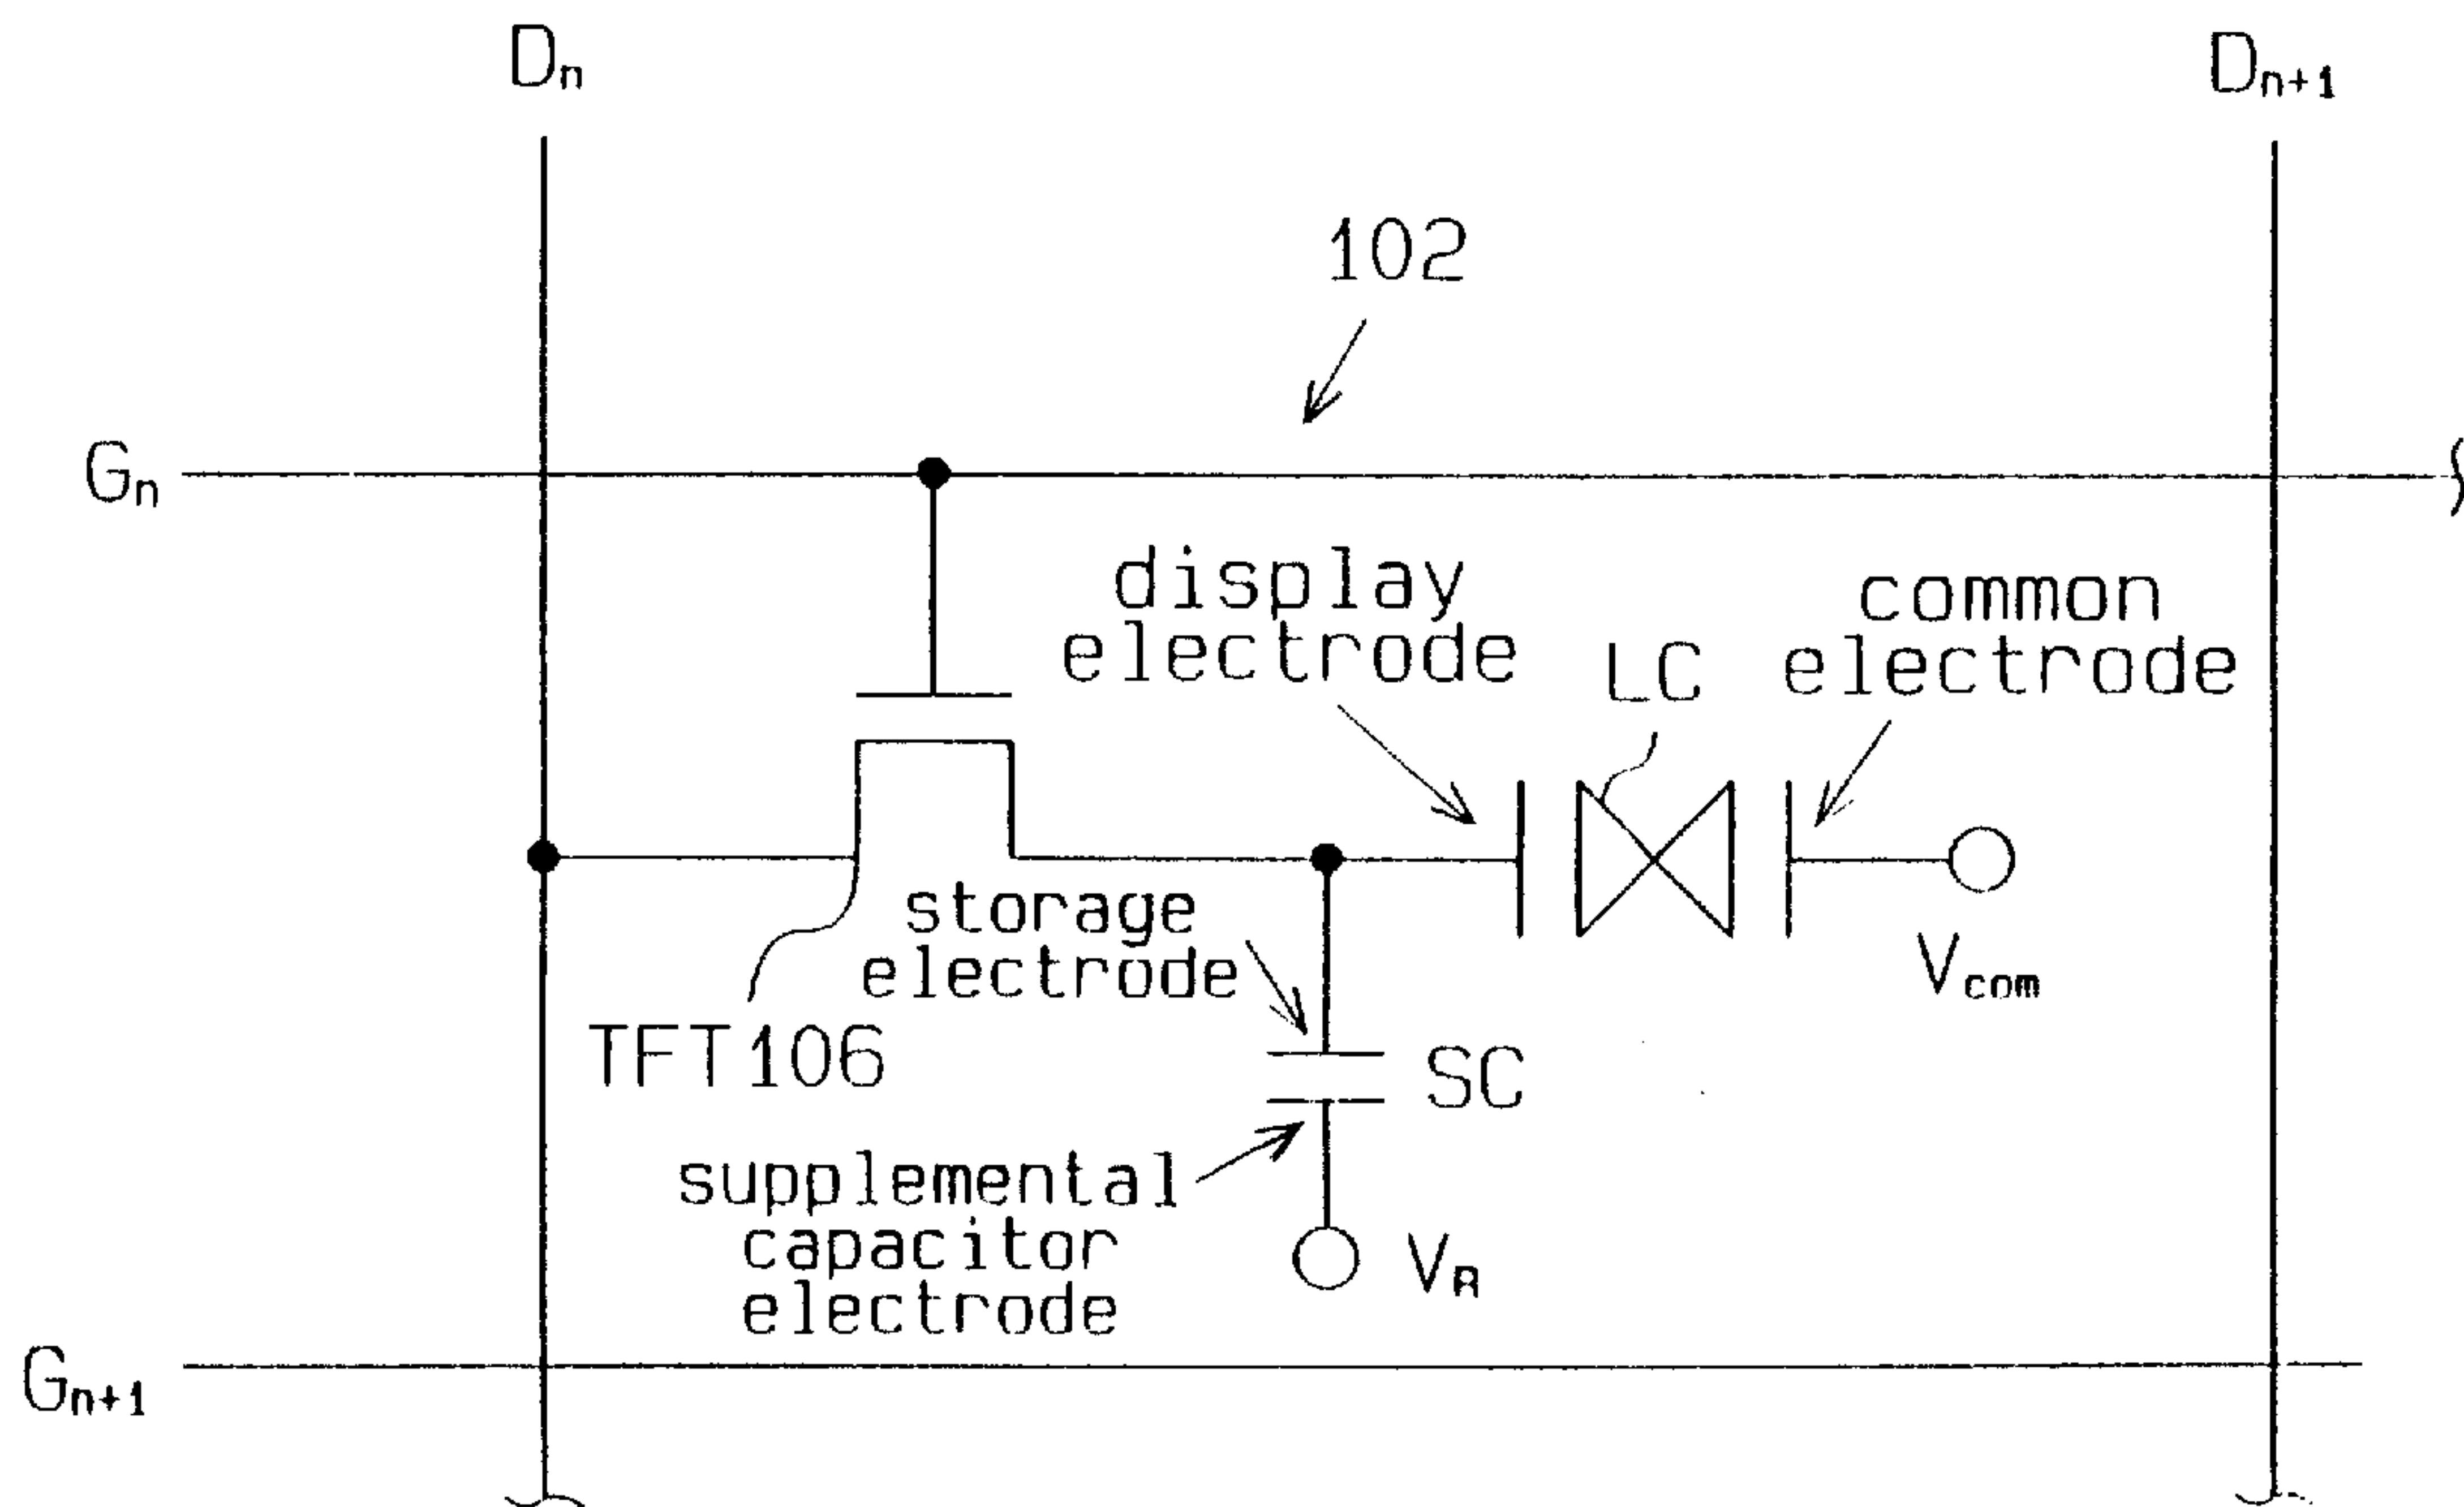 Dn
Dn+1
102
Gn
display
electrode
LC
common
electrode
storage
electrode
Vcom
TFT106
SC
supplemental
capacitor
electrode
VR
Gn+1